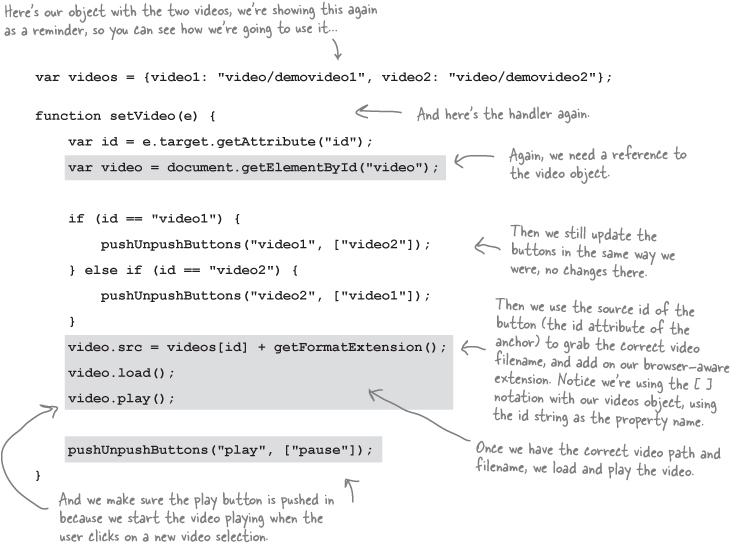 Here's our object with the two videos, we're showing this again
as a reminder, so you can see how we're going to use it...
var videos = {video1: "video/demovideo1", video2: "video/demovideo2"};
function setVideo(e) {
And here's the handler again.
var id = e.target.getAttribute("id");
var video = document.getElementById("video");
Again, we need a reference to
the video object.
if (id == "video1") {
pushUnpushButtons("video1", ["video2"]);
} else if (id == "video2") {
pushUnpushButtons("video2", ["video1"]);
}
Then we still update the
buttons in the same way we
were, no changes there.
video.src = videos[id] + getFormatExtension();
video.load();
video.play();
Then we use the source id of the
button (the id attribute of the
anchor) to grab the correct video
filename, and add on our browser-aware
extension. Notice we're using the [ ]
notation with our videos object, using
the id string as the property name.
Once we have the correct video path and
filename, we load and play the video.
pushUnpushButtons("play", ["pause"]);
}
And we make sure the play button is pushed in
because we start the video playing when the
user clicks on a new video selection.